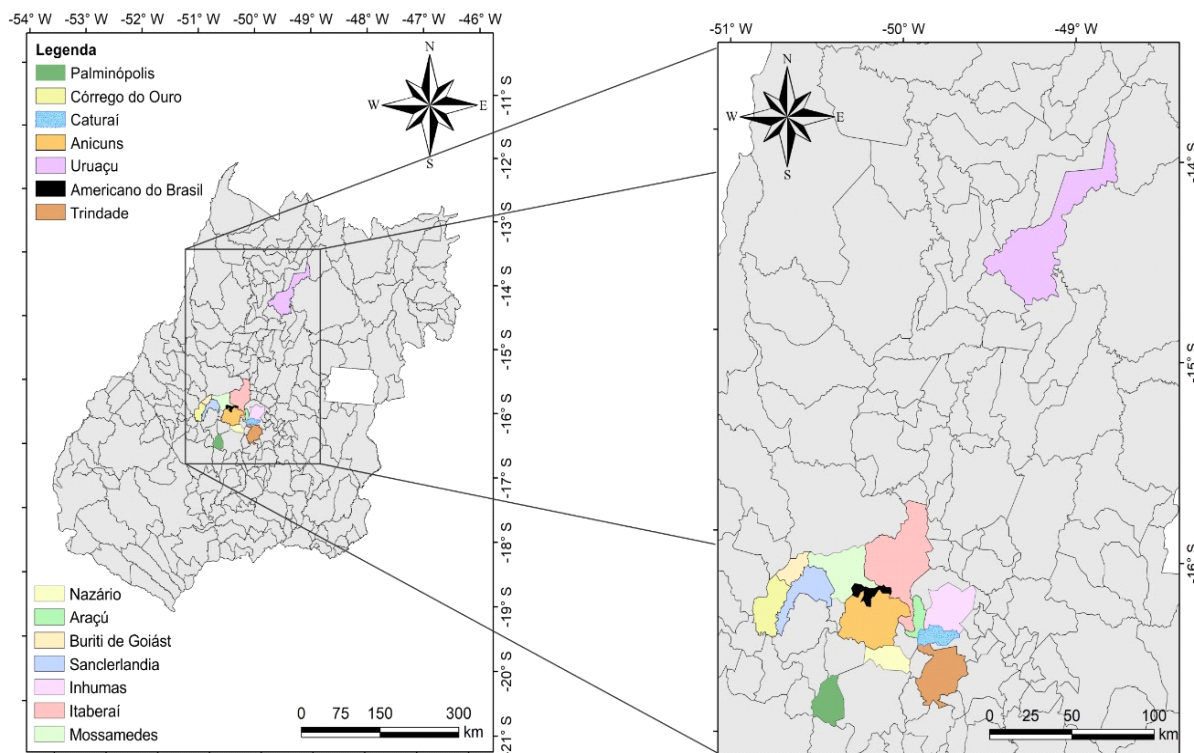 -54° W -53° W -52° W -51° W -50° W -49° W -48° W -47° W -46° W
Legenda
Palminópolis
Córrego do Ouro
Caturaí
Anicuns
Uruaçu
Americano do Brasil
Trindade
N
W E
S
-11° S
-12° S
-13° S
-14° S
-15° S
-16° S
-17° S
-18° S
-19° S
-20° S
-21° S
Nazário
Araçú
Buriti de Goiást
Sanclerlandia
Inhumas
Itaberaí
Mossamedes
0 75 150 300
km
-51° W -50° W -49° W
N
W E
S
-14° S
-15° S
-16° S
0 25 50 100
km